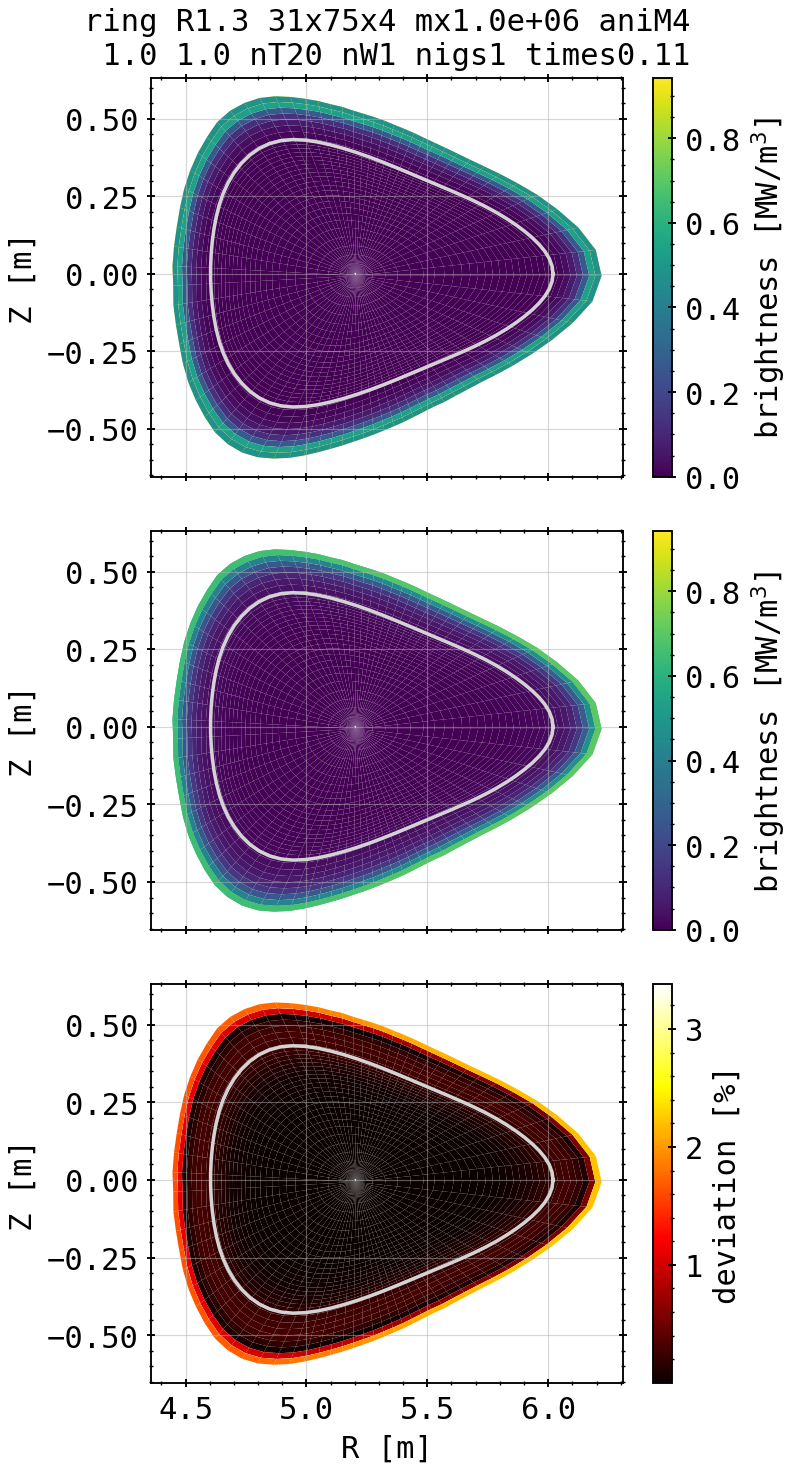 ring R1.3 31x75x4 mx1.0e+06 aniM4
1.0 1.0 nT20 nW1 nigs1 times0.11
0.50
0.25
0.00
−0.25
−0.50
Z [m]
0.8
0.6
0.4
0.2
0.0
brightness [MW/m³]
0.50
0.25
0.00
−0.25
−0.50
Z [m]
0.8
0.6
0.4
0.2
0.0
brightness [MW/m³]
0.50
0.25
0.00
−0.25
−0.50
Z [m]
3
2
1
deviation [%]
4.5 5.0 5.5 6.0
R [m]